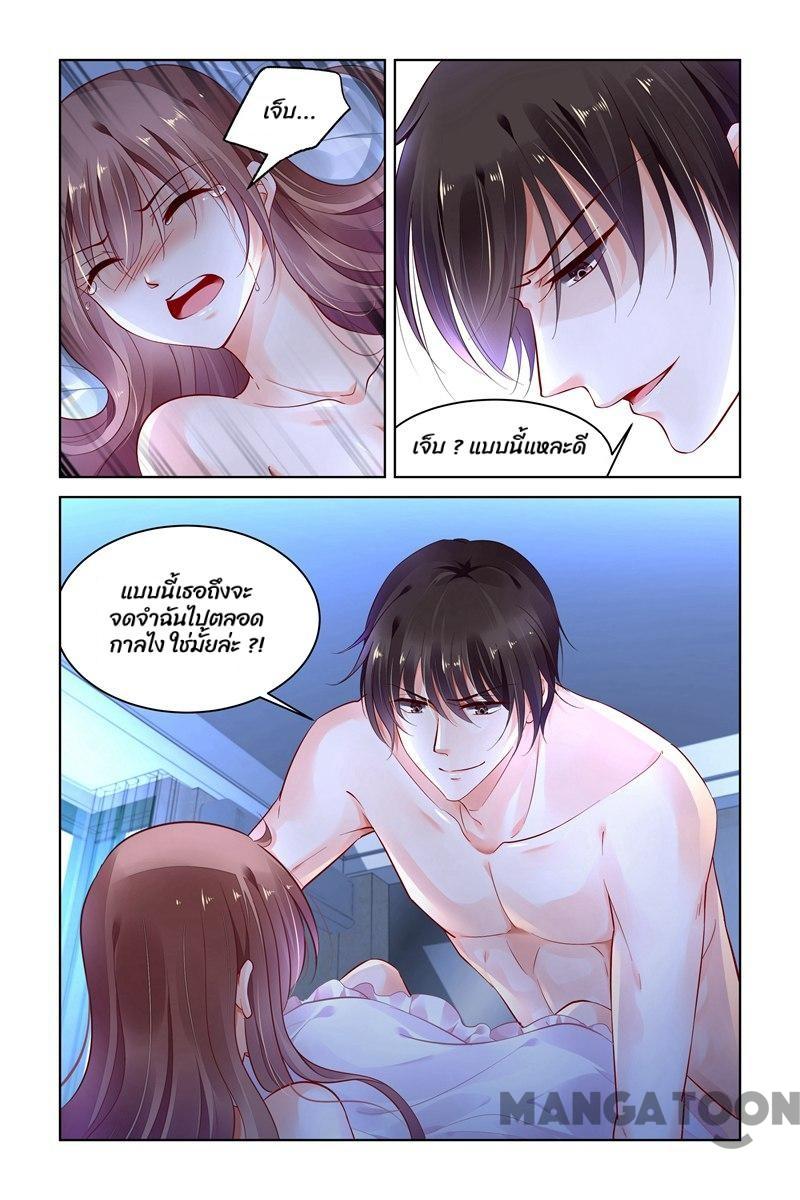 เจ็บ...
เจ็บ ? แบบนี้แหละดี
แบบนี้เธอถึงจะ
จดจำฉันไปตลอด
กาลไง ใช่มั้ยล่ะ ?!
MANGATOON